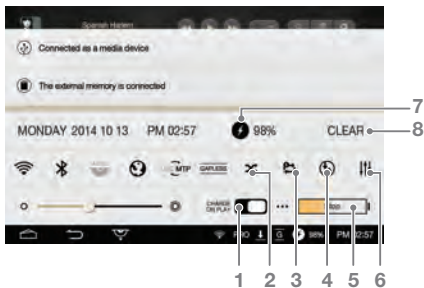 Spanish Harlem
Connected as a media device
The external memory is connected
MONDAY 2014 10 13 PM 02:57 98% CLEAR
MTP GAPLESS
CHARGE ON PLAY
PRO G 98% PM 02:57
7
8
1 2 3 4 5 6